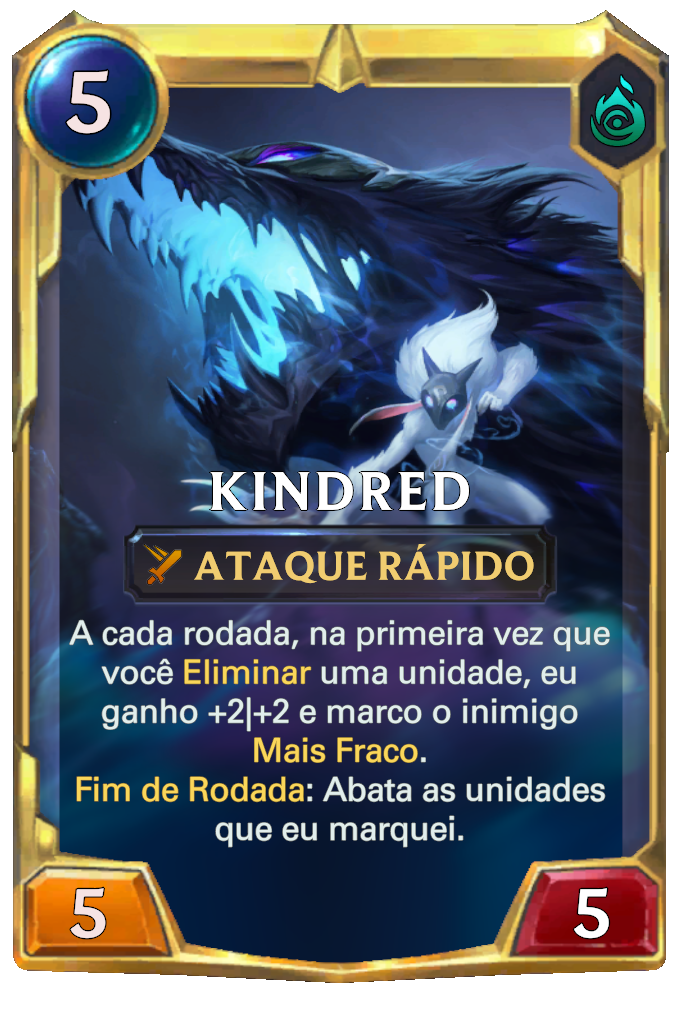 5
KINDRED
ATAQUE RÁPIDO
A cada rodada, na primeira vez que
você Eliminar uma unidade, eu
ganho +2|+2 e marco o inimigo
Mais Fraco.
Fim de Rodada: Abata as unidades
que eu marquei.
5
5